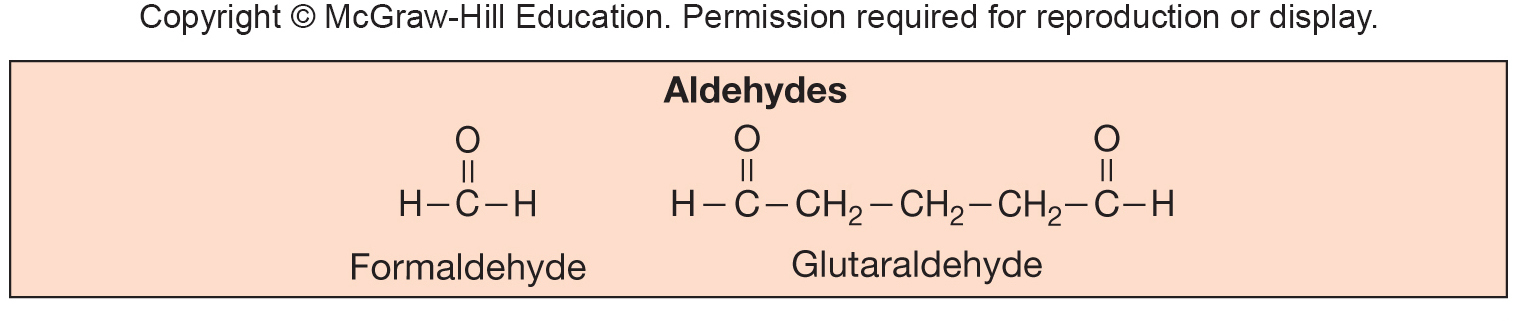 Copyright © McGraw-Hill Education. Permission required for reproduction or display.
Aldehydes
O O O
|| || ||
H–C–H H–C–CH₂–CH₂–CH₂–C–H
Formaldehyde Glutaraldehyde